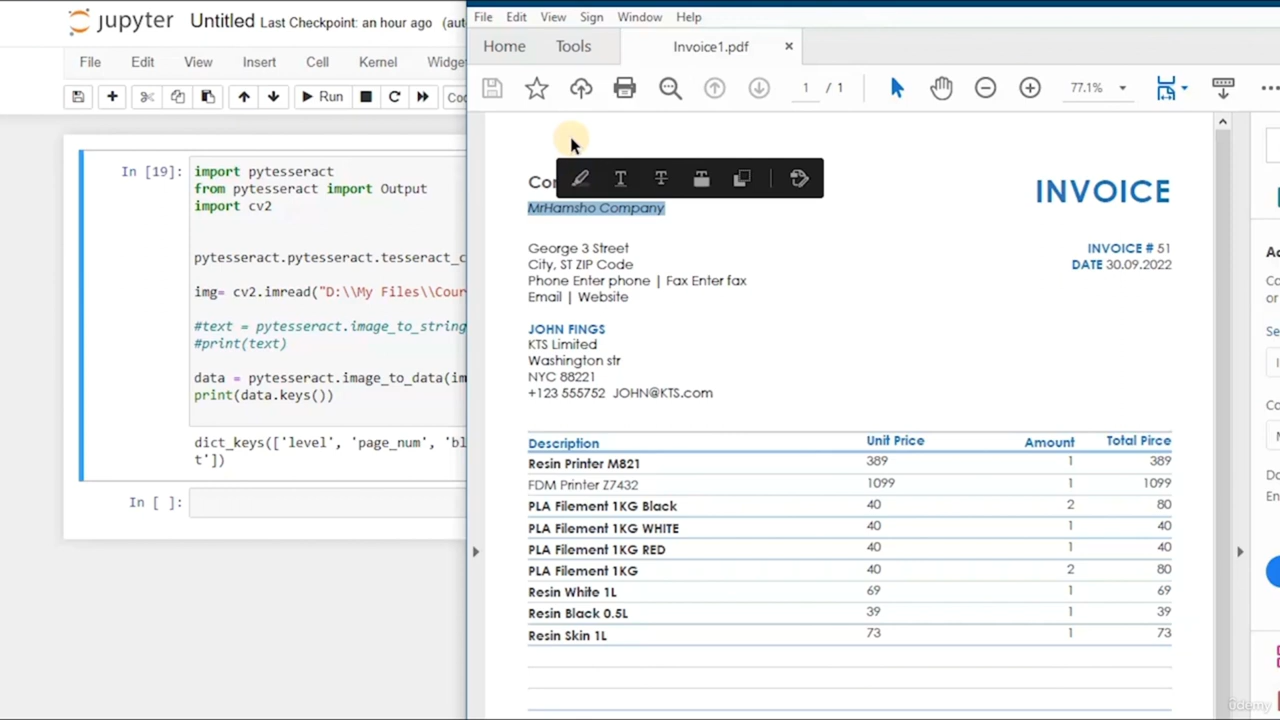 jupyter Untitled Last Checkpoint: an hour ago
File Edit View Insert Cell Kernel
Run
In [19]:
import pytesseract
from pytesseract import Output
import cv2
pytesseract.pytesseract.tesseract_c
img= cv2.imread("D:\\My Files\\Cour
#text = pytesseract.image_to_string
#print(text)
data = pytesseract.image_to_data(im
print(data.keys())
dict_keys(['level', 'page_num', 'bl
t'])
In [ ]:
File Edit View Sign Window Help
Home Tools Invoice1.pdf
1 / 1 77.1%
INVOICE
MrHamsho Company
George 3 Street
City, ST ZIP Code
Phone Enter phone | Fax Enter fax
Email | Website
INVOICE # 51
DATE 30.09.2022
JOHN FINGS
KTS Limited
Washington str
NYC 88221
+123 555752 JOHN@KTS.com
Description Unit Price Amount Total Pirce
Resin Printer M821 389 1 389
FDM Printer Z7432 1099 1 1099
PLA Filement 1KG Black 40 2 80
PLA Filement 1KG WHITE 40 1 40
PLA Filement 1KG RED 40 1 40
PLA Filement 1KG 40 2 80
Resin White 1L 69 1 69
Resin Black 0.5L 39 1 39
Resin Skin 1L 73 1 73
ûdemy